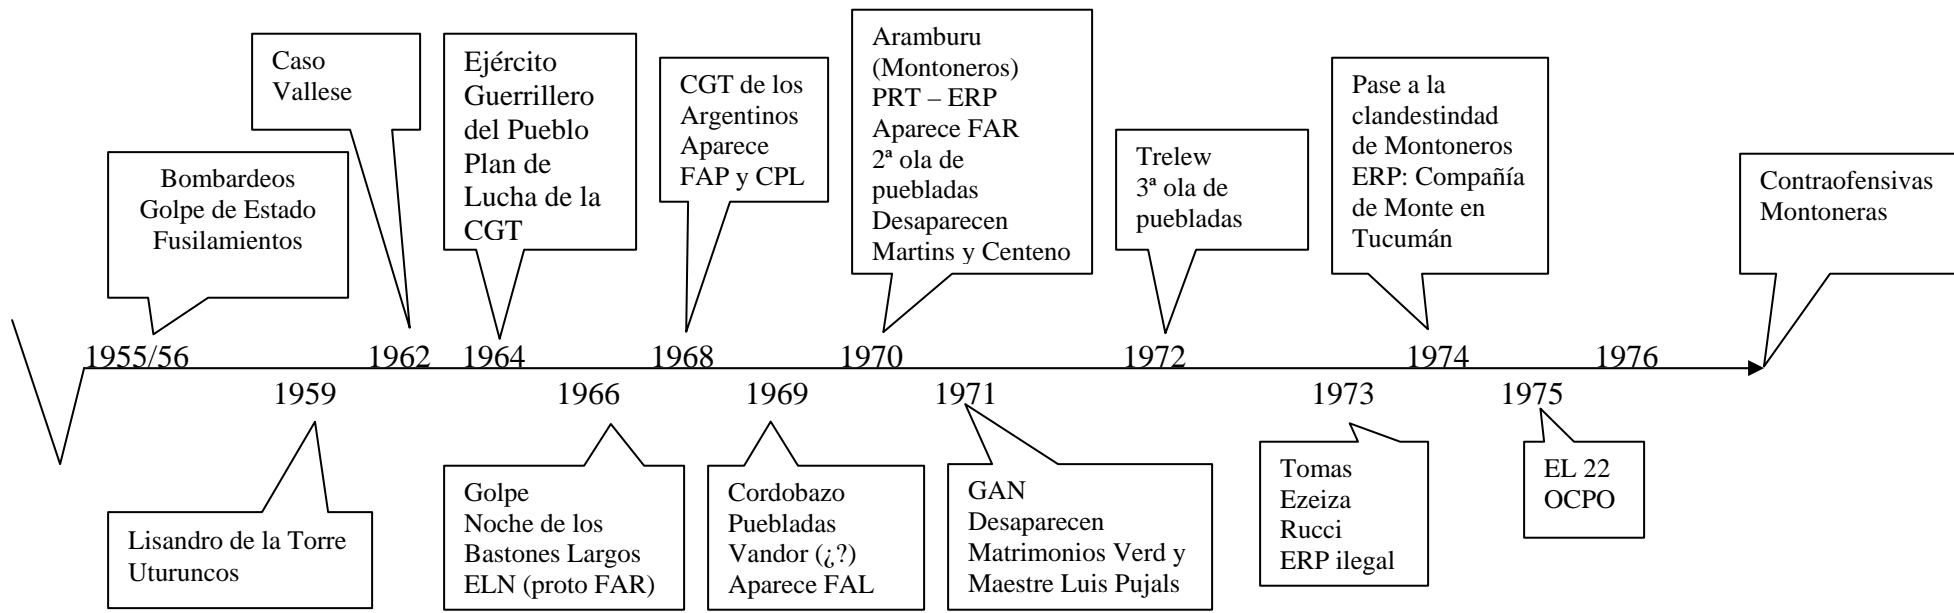 Caso
Vallese
Ejército
Guerrillero
del Pueblo
Plan de
Lucha de la
CGT
CGT de los
Argentinos
Aparece
FAP y CPL
Aramburu
(Montoneros)
PRT – ERP
Aparece FAR
2ª ola de
puebladas
Desaparecen
Martins y Centeno
Trelew
3ª ola de
puebladas
Pase a la
clandestindad
de Montoneros
ERP: Compañía
de Monte en
Tucumán
Contraofensivas
Montoneras
Bombardeos
Golpe de Estado
Fusilamientos
1955/56
1962
1964
1968
1970
1972
1974
1976
1959
1966
1969
1971
1973
1975
Lisandro de la Torre
Uturuncos
Golpe
Noche de los
Bastones Largos
ELN (proto FAR)
Cordobazo
Puebladas
Vandor (¿?)
Aparece FAL
GAN
Desaparecen
Matrimonios Verd y
Maestre Luis Pujals
Tomas
Ezeiza
Rucci
ERP ilegal
EL 22
OCPO